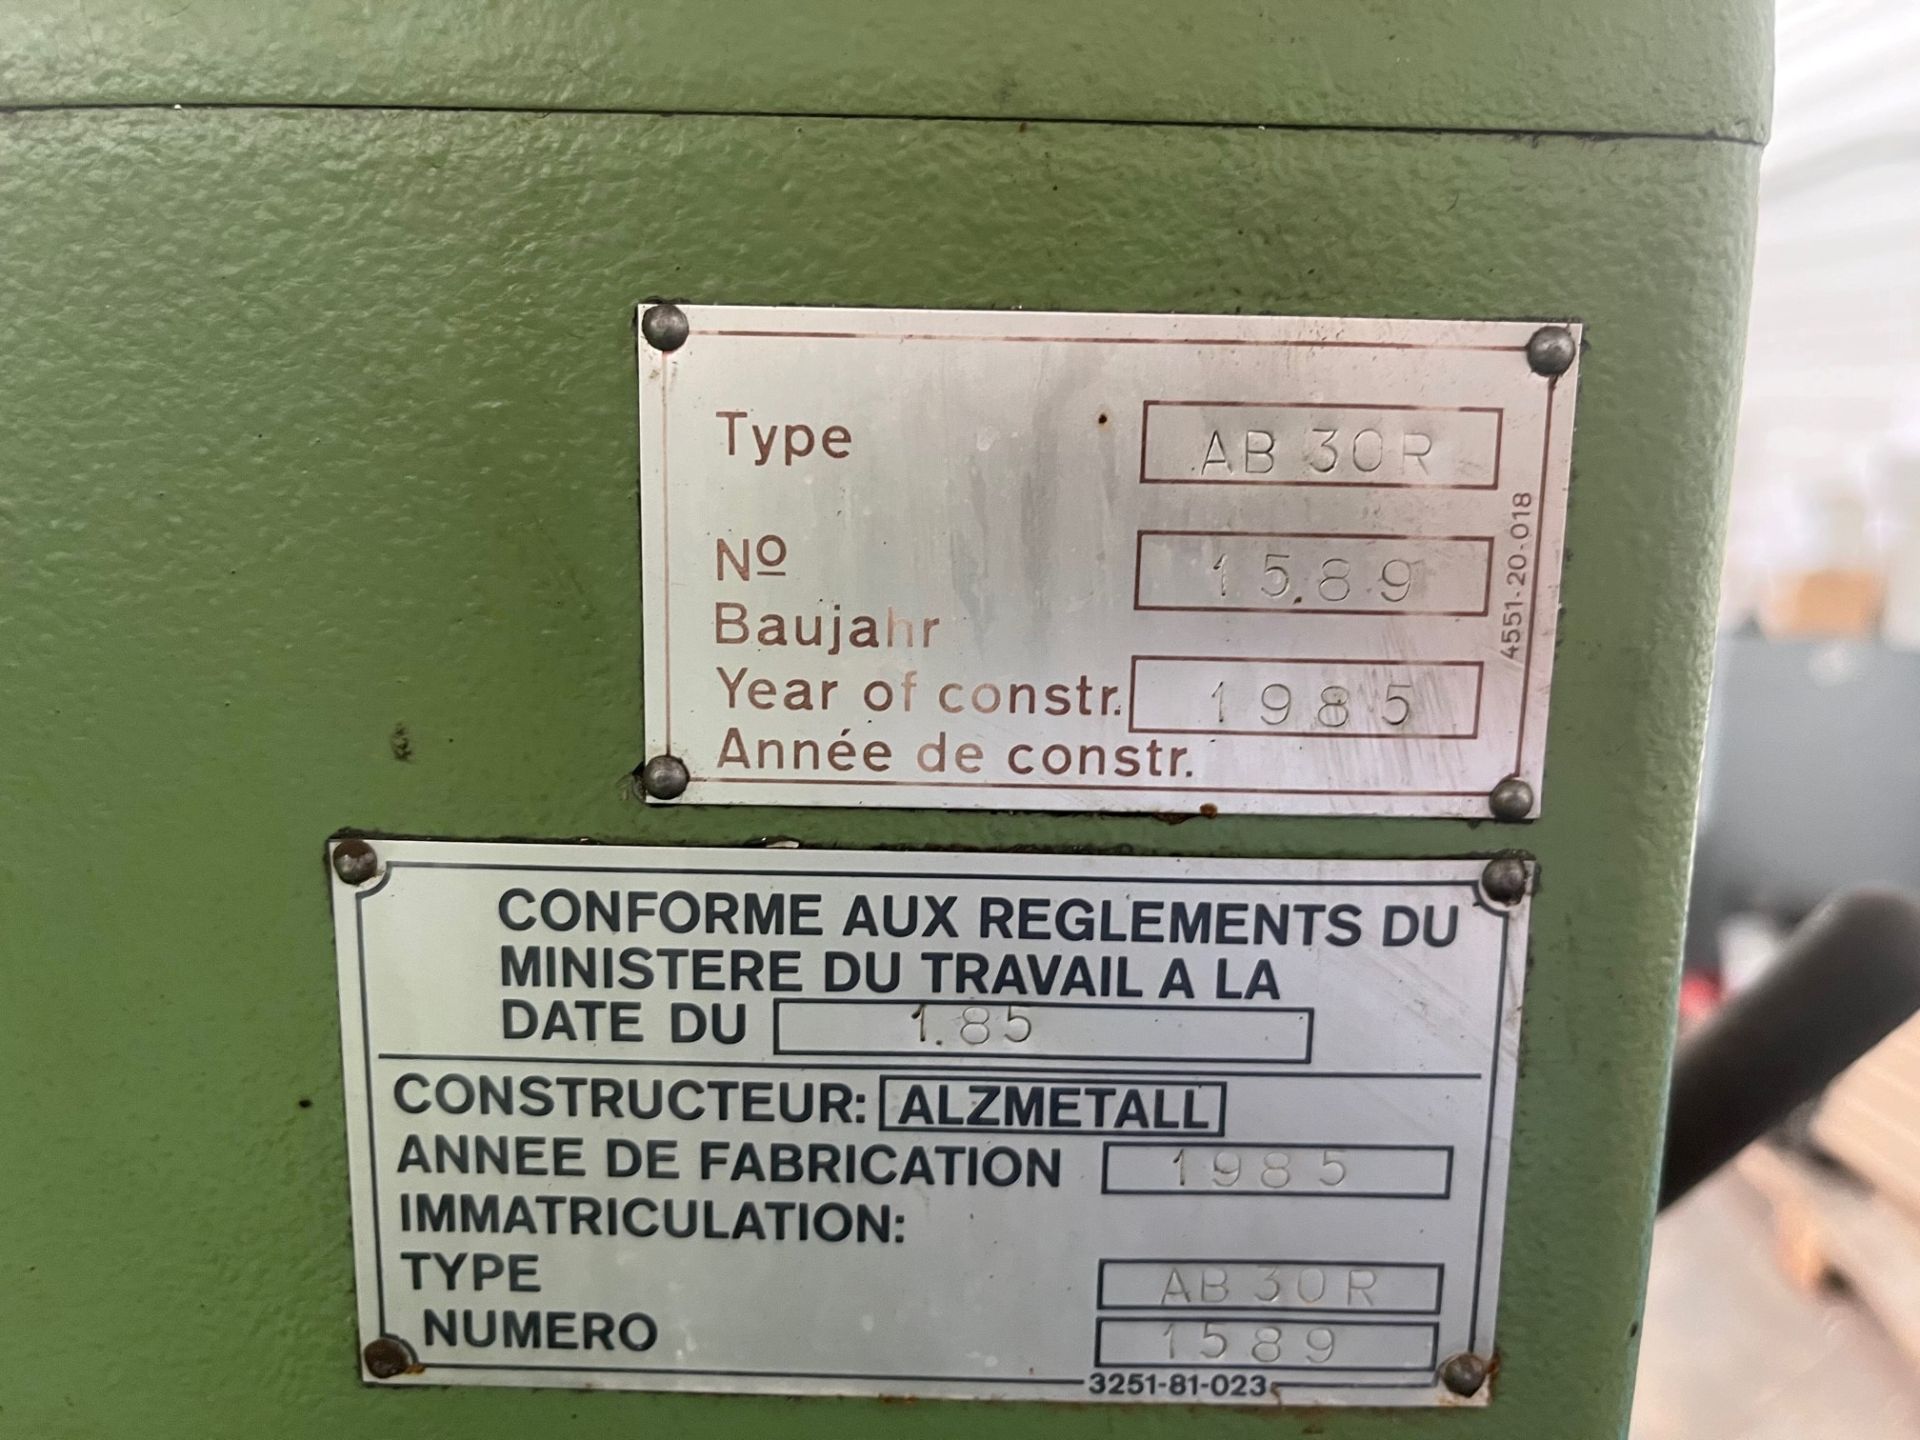 Type AB 30R
Nº 1589
Baujahr
Year of constr. 1985
Année de constr.
4551-20-018
CONFORME AUX REGLEMENTS DU
MINISTERE DU TRAVAIL A LA
DATE DU 1.85
CONSTRUCTEUR: ALZMETALL
ANNEE DE FABRICATION 1985
IMMATRICULATION:
TYPE AB 30R
NUMERO 1589
3251-81-023